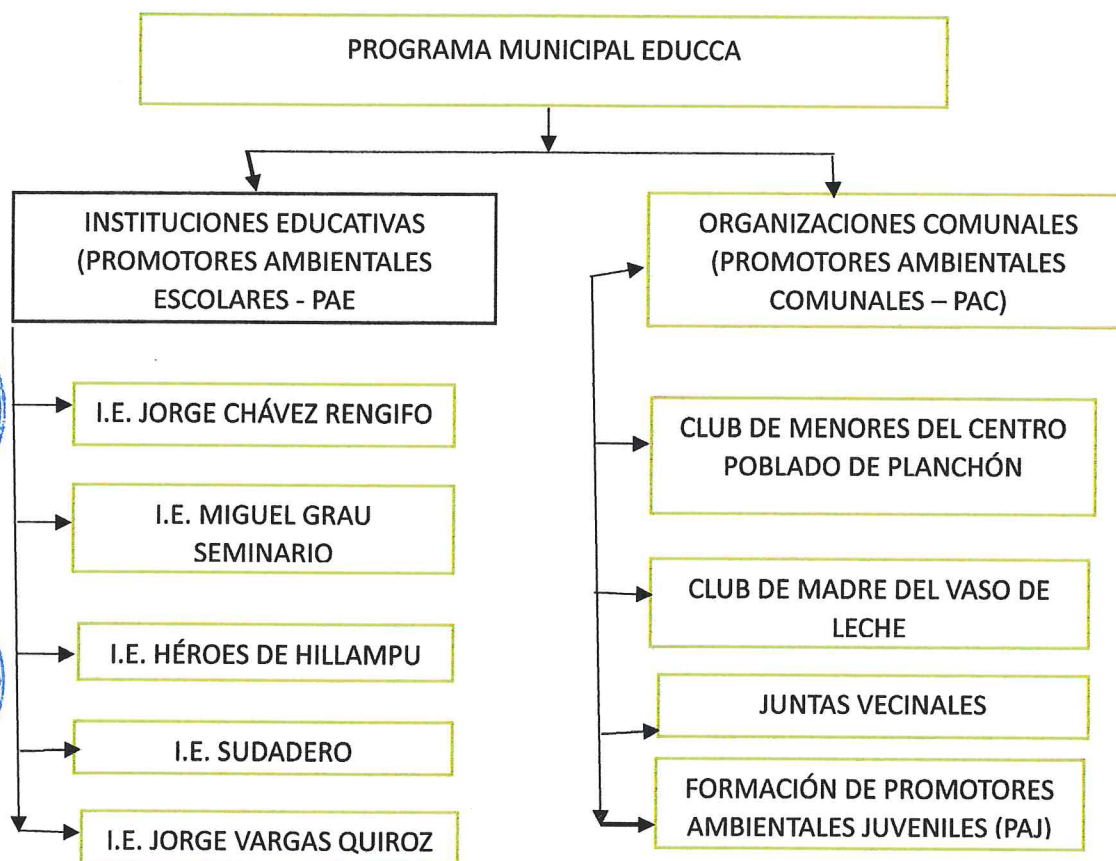 PROGRAMA MUNICIPAL EDUCCA
INSTITUCIONES EDUCATIVAS
(PROMOTORES AMBIENTALES
ESCOLARES - PAE
I.E. JORGE CHÁVEZ RENGIFO
I.E. MIGUEL GRAU
SEMINARIO
I.E. HÉROES DE HILLAMPU
I.E. SUDADERO
I.E. JORGE VARGAS QUIROZ
ORGANIZACIONES COMUNALES
(PROMOTORES AMBIENTALES
COMUNALES – PAC)
CLUB DE MENORES DEL CENTRO
POBLADO DE PLANCHÓN
CLUB DE MADRE DEL VASO DE
LECHE
JUNTAS VECINALES
FORMACIÓN DE PROMOTORES
AMBIENTALES JUVENILES (PAJ)